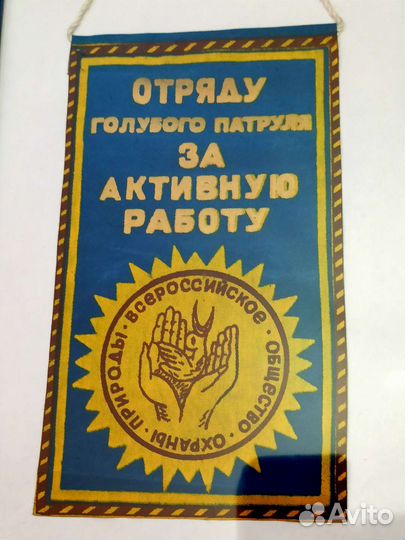 ОТРЯДУ
ГОЛУБОГО ПАТРУЛЯ
ЗА
АКТИВНУЮ
РАБОТУ
ВСЕРОССИЙСКОЕ · ОБЩЕСТВО · ОХРАНЫ · ПРИРОДЫ ·
Avito